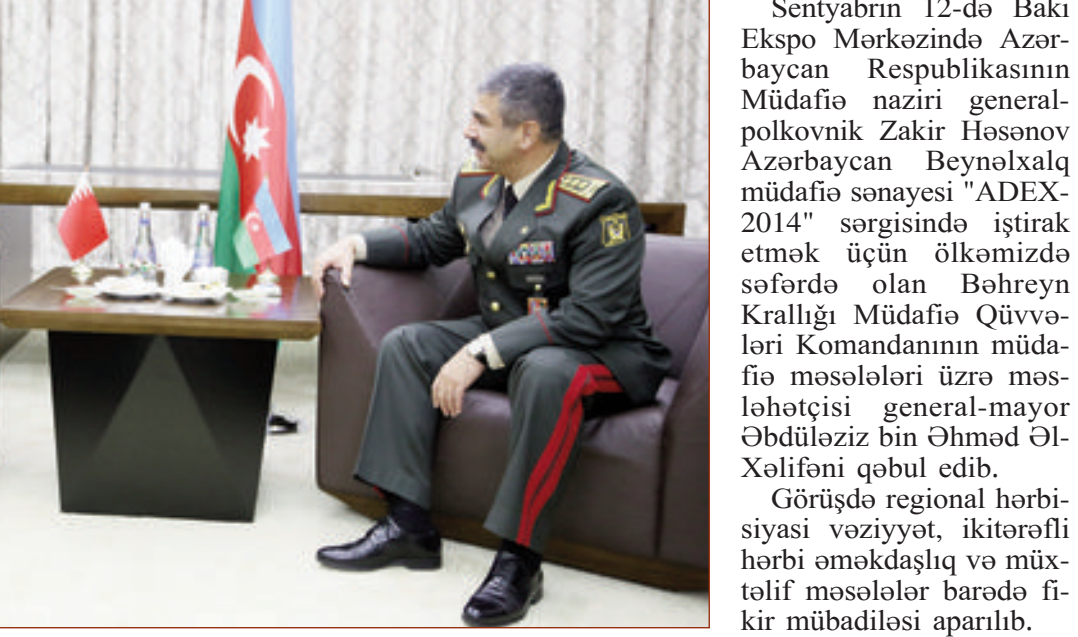 Sentyabrın 12-də Bakı
Ekspo Mərkəzində Azər-
baycan Respublikasının
Müdafiə naziri general-
polkovnik Zakir Həsənov
Azərbaycan Beynəlxalq
müdafiə sənayesi "ADEX-
2014" sərgisində iştirak
etmək üçün ölkəmizdə
səfərdə olan Bəhreyn
Krallığı Müdafiə Qüvvə-
ləri Komandanının müda-
fiə məsələləri üzrə məs-
ləhətçisi general-mayor
Əbdüləziz bin Əhməd Əl-
Xəlifəni qəbul edib.
Görüşdə regional hərbi-
siyasi vəziyyət, ikitərəfli
hərbi əməkdaşlıq və müx-
təlif məsələlər barədə fi-
kir mübadiləsi aparılıb.